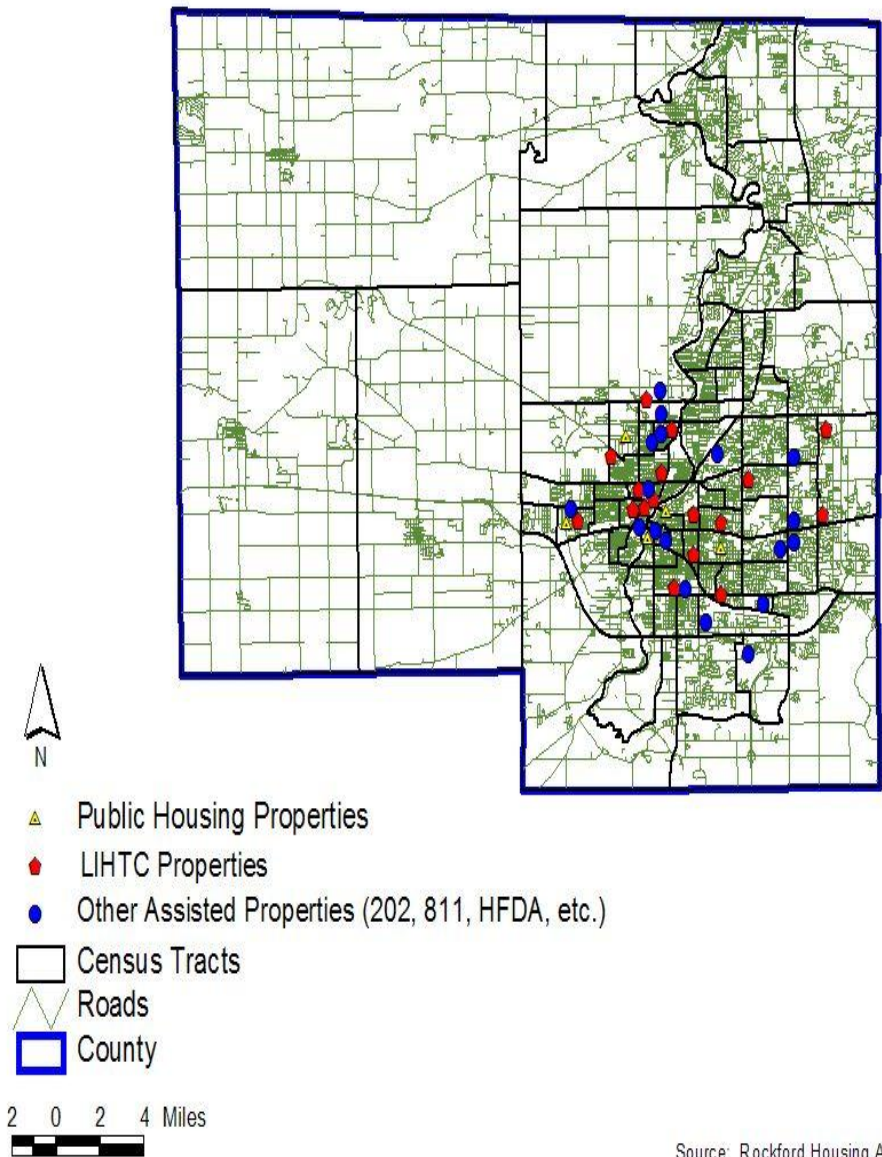 N
Public Housing Properties
LIHTC Properties
Other Assisted Properties (202, 811, HFDA, etc.)
Census Tracts
Roads
County
2 0 2 4 Miles
Source: Rockford Housing A